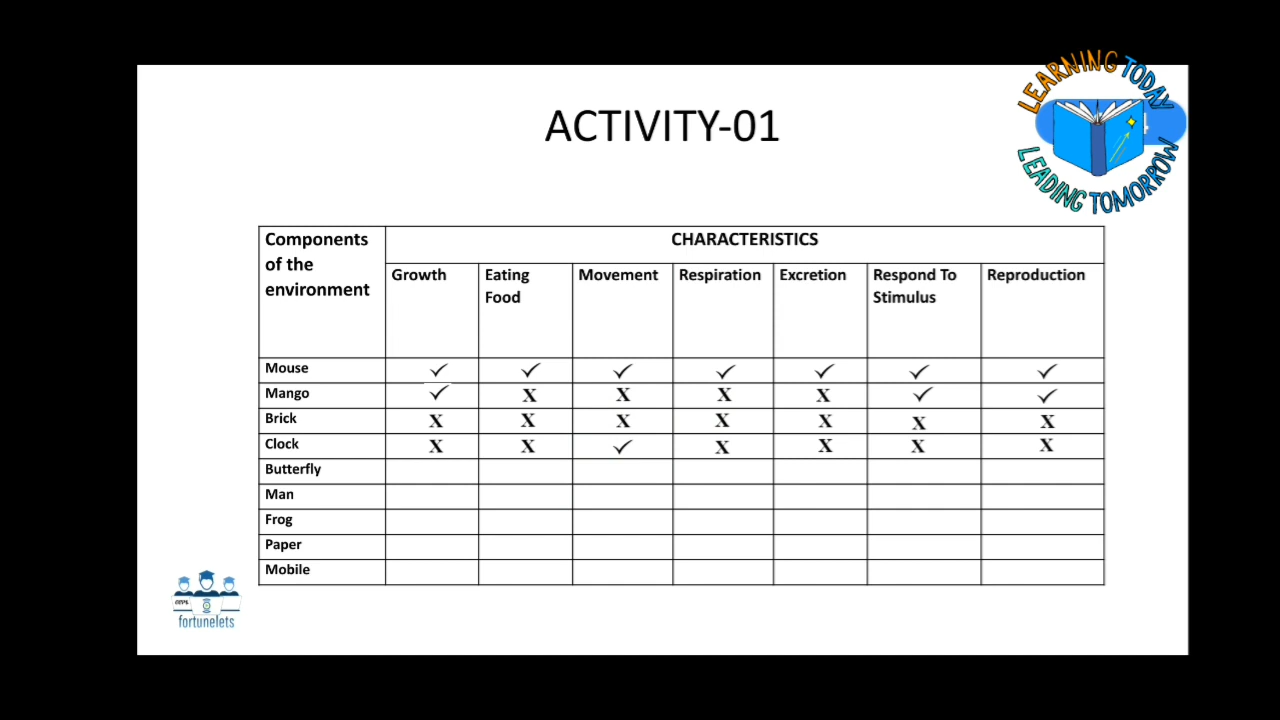 LEARNING TODAY
LEADING TOMORROW
ACTIVITY-01
Components of the environment
CHARACTERISTICS
Growth
Eating Food
Movement
Respiration
Excretion
Respond To Stimulus
Reproduction
Mouse ✓ ✓ ✓ ✓ ✓ ✓ ✓
Mango ✓ X X X X ✓ ✓
Brick X X X X X X X
Clock X X ✓ X X X X
Butterfly
Man
Frog
Paper
Mobile
fortunelets